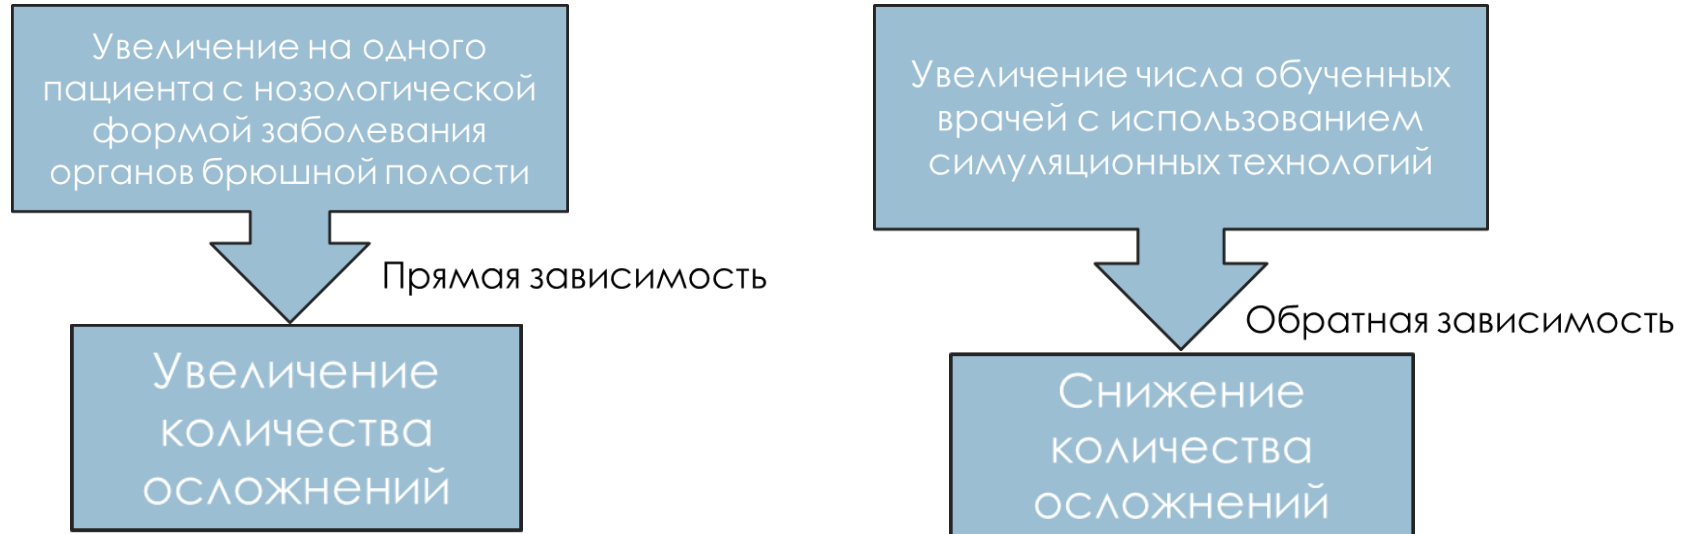 Увеличение на одного
пациента с нозологической
формой заболевания
органов брюшной полости
Прямая зависимость
Увеличение
количества
осложнений
Увеличение числа обученных
врачей с использованием
симуляционных технологий
Обратная зависимость
Снижение
количества
осложнений